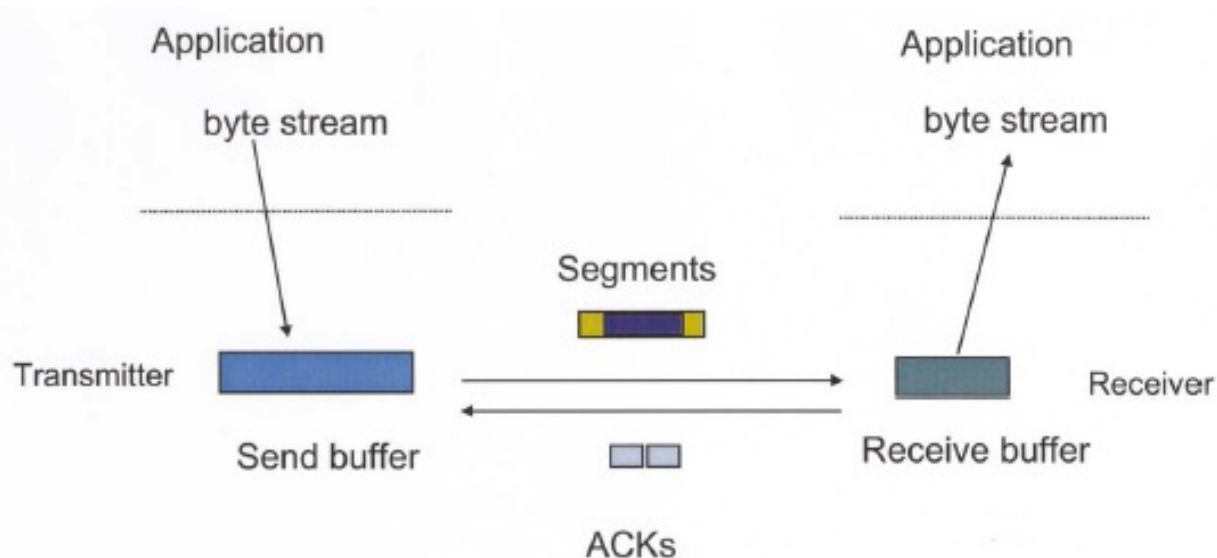 Application
Application
byte stream
byte stream
Segments
Transmitter
Receiver
Send buffer
Receive buffer
ACKs